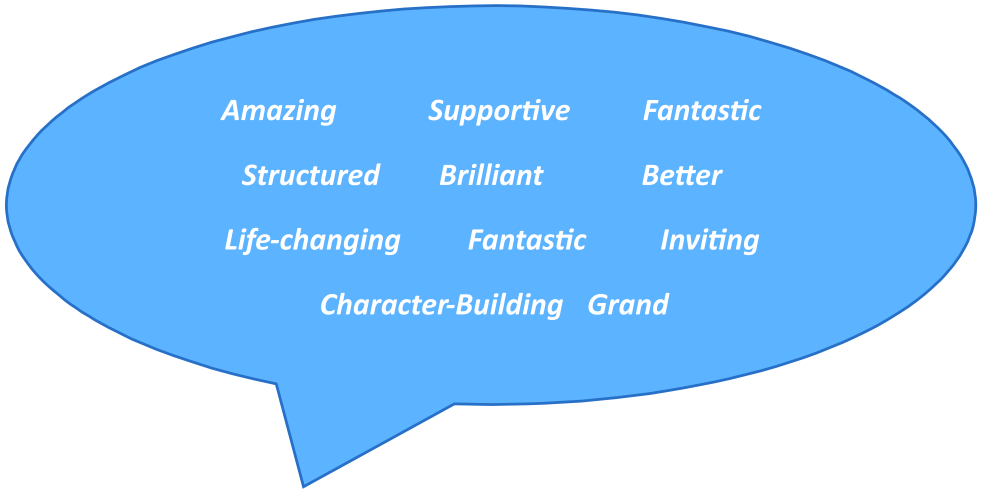 Amazing Supportive Fantastic
Structured Brilliant Better
Life-changing Fantastic Inviting
Character-Building Grand